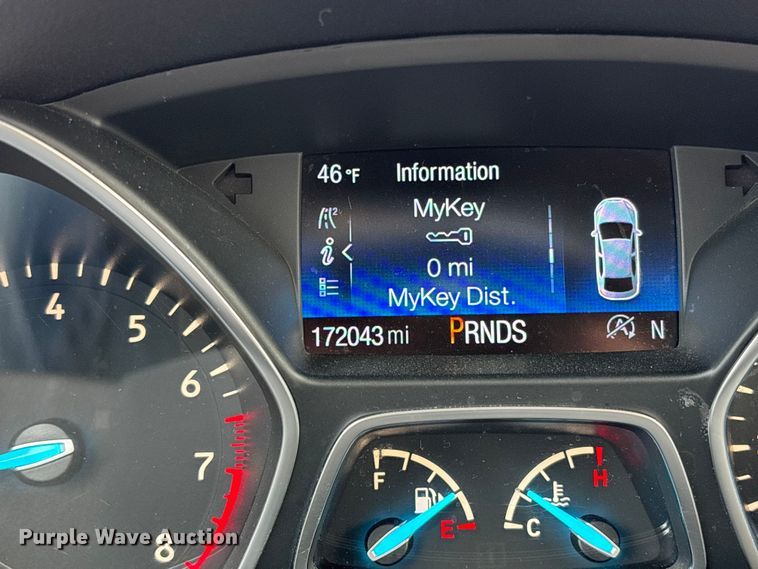 46°F Information
MyKey
0 mi
MyKey Dist.
172043 mi PRNDS A N
4
5
6
7
8
F
E
H
C
Purple Wave Auction